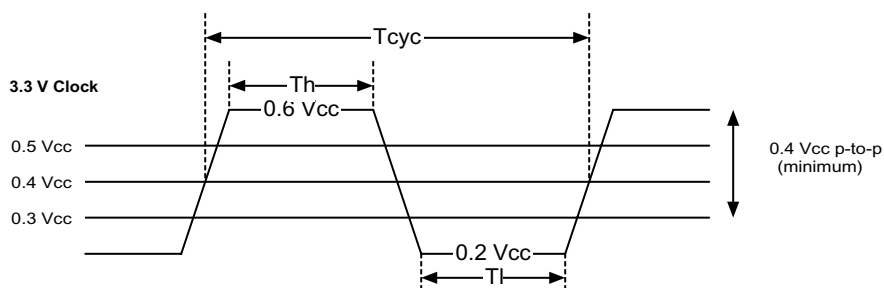 Tcyc
3.3 V Clock
Th
0.6 Vcc
0.5 Vcc
0.4 Vcc
0.3 Vcc
0.4 Vcc p-to-p
(minimum)
0.2 Vcc
Tl